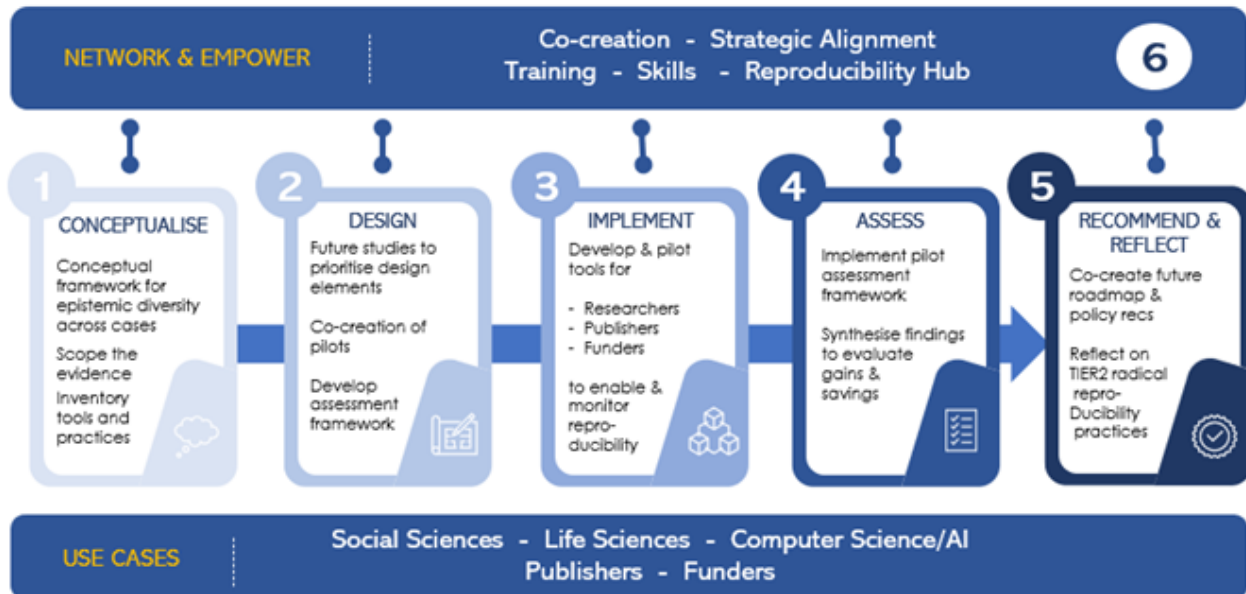 NETWORK & EMPOWER
Co-creation - Strategic Alignment
Training - Skills - Reproducibility Hub
6
1
CONCEPTUALISE
Conceptual
framework for
epistemic diversity
across cases
Scope the
evidence
Inventory tools and
practices
2
DESIGN
Future studies to
prioritise design
elements
Co-creation of
pilots
Develop
assessment
framework
3
IMPLEMENT
Develop & pilot
tools for
- Researchers
- Publishers
- Funders
to enable &
monitor
repro-
ducibility
4
ASSESS
Implement pilot
assessment
framework
Synthesise findings
to evaluate
gains &
savings
5
RECOMMEND &
REFLECT
Co-create future
roadmap &
policy recs
Reflect on
TIER2 radical
repro-
Ducibility
practices
USE CASES
Social Sciences - Life Sciences - Computer Science/AI
Publishers - Funders